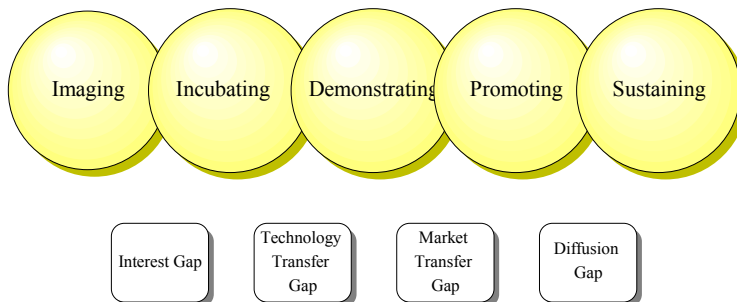 Imaging
Incubating
Demonstrating
Promoting
Sustaining
Interest Gap
Technology
Transfer
Gap
Market
Transfer
Gap
Diffusion
Gap